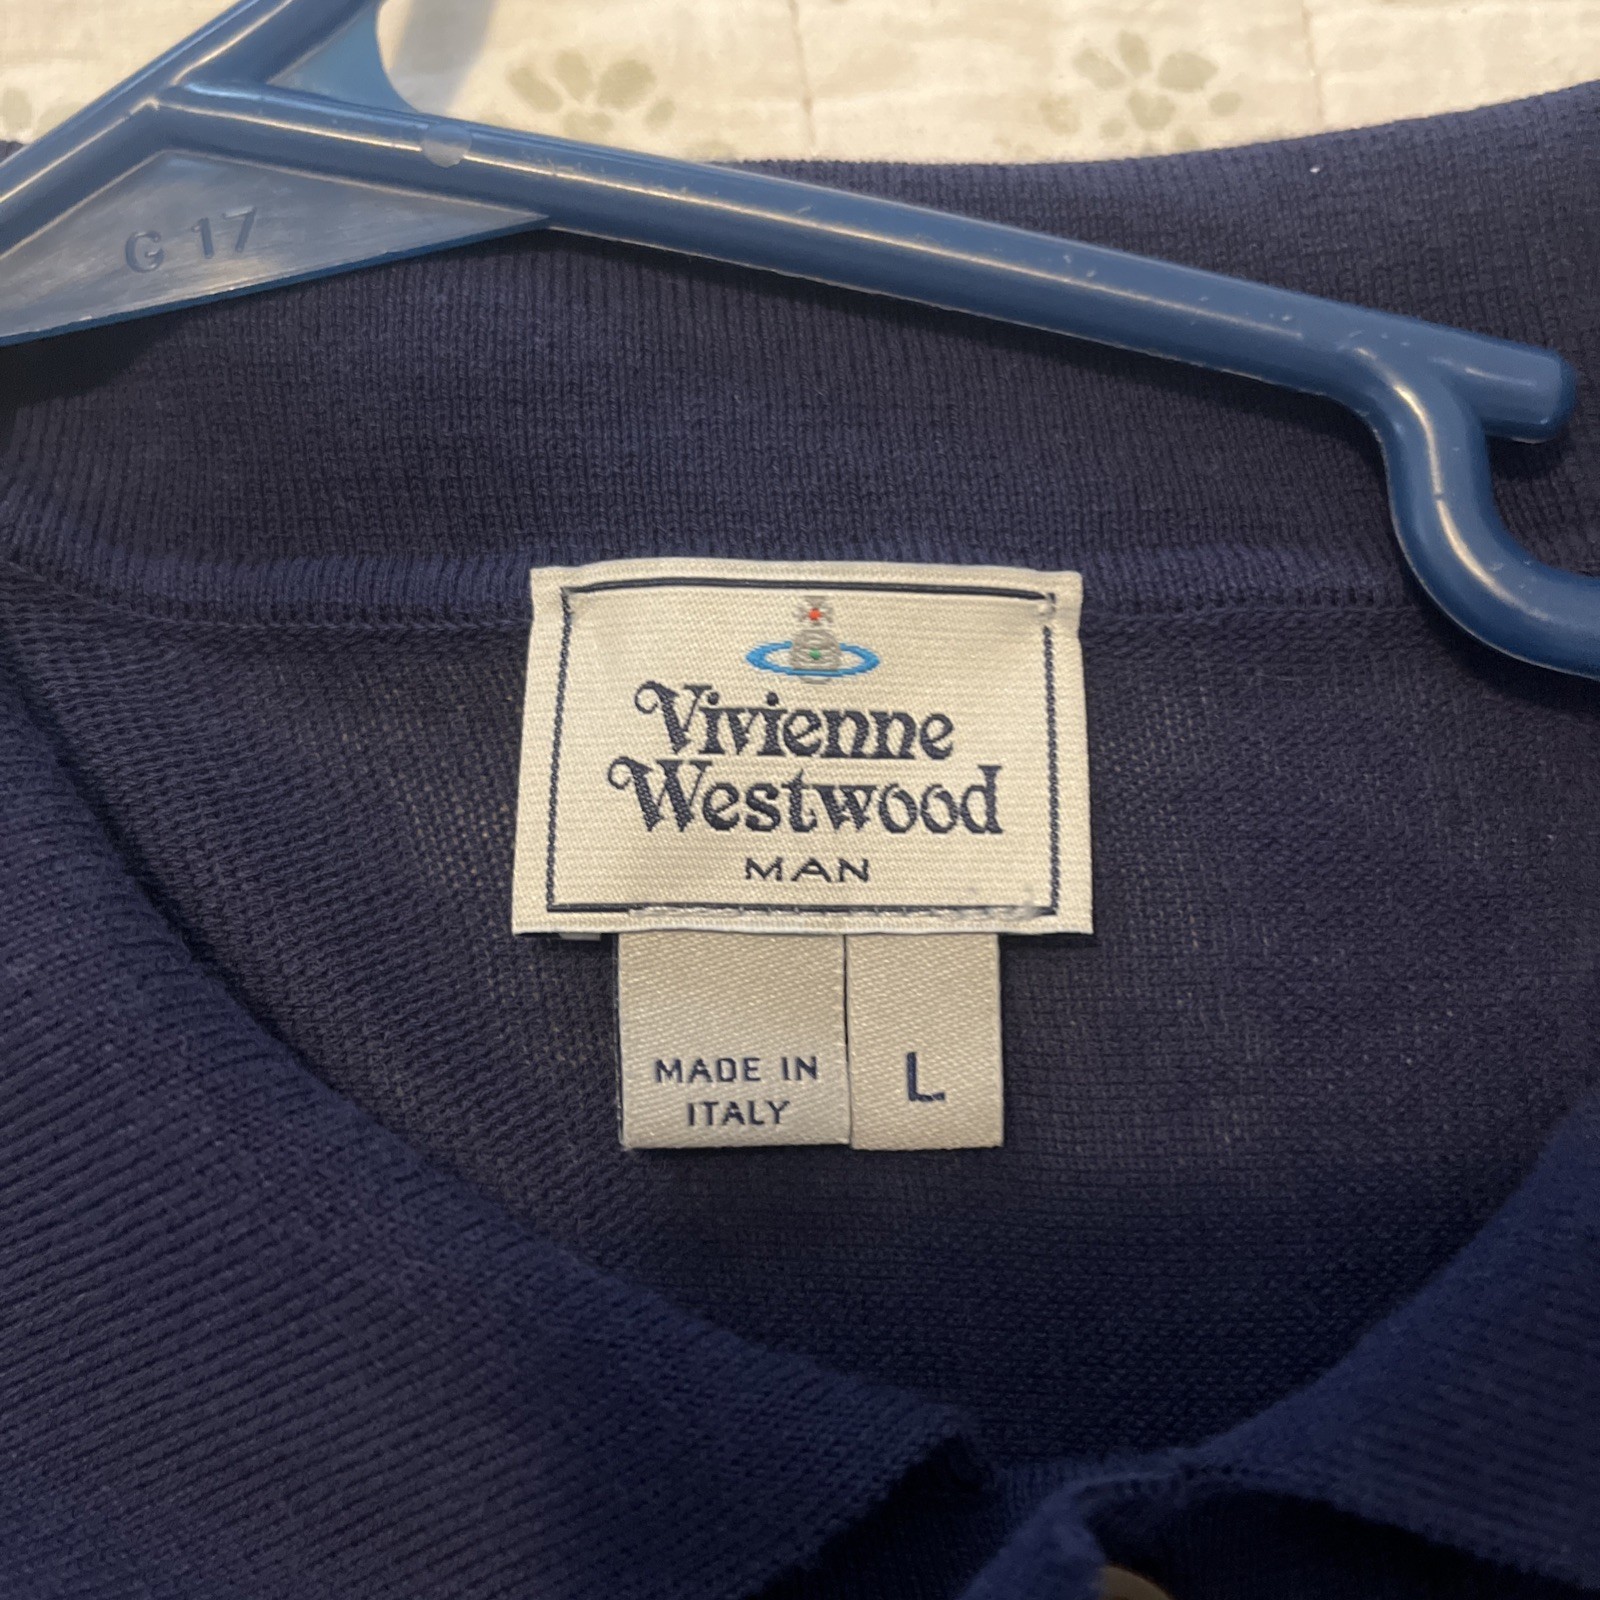 G 17
Vivienne
Westwood
MAN
MADE IN
ITALY
L